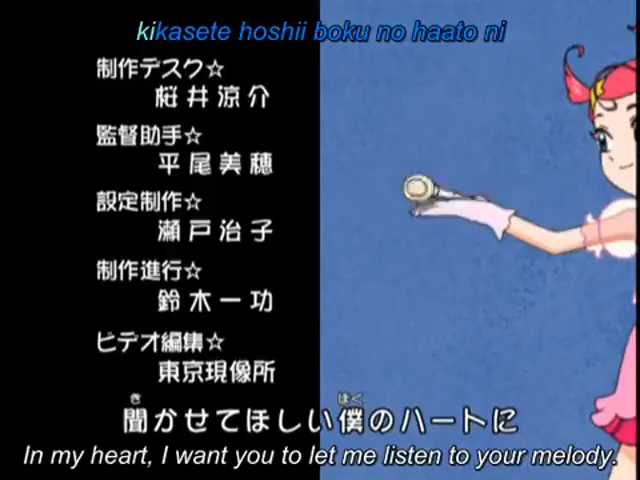 kikasete hoshii boku no haato ni
制作デスク☆
桜井涼介
監督助手☆
平尾美穂
設定制作☆
瀬戸治子
制作進行☆
鈴木一功
ビデオ編集☆
東京現像所
き ぼく
聞かせてほしい僕のハートに
In my heart, I want you to let me listen to your melody.